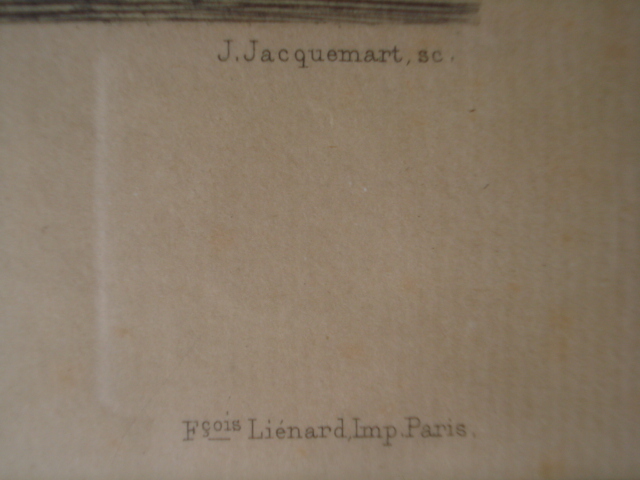 J. Jacquemart, sc.
Fçois Liénard, Imp. Paris.